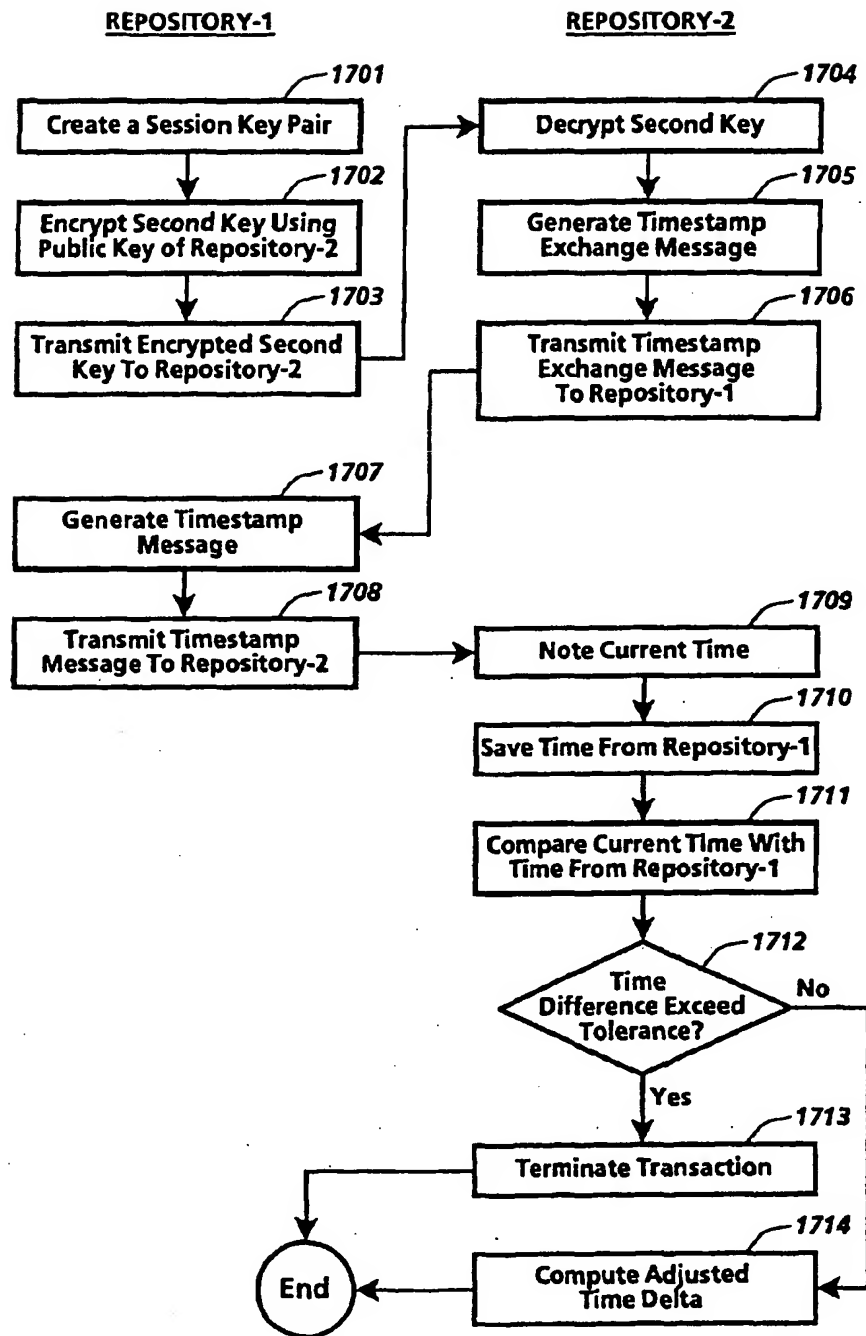 REPOSITORY-1
REPOSITORY-2
1701
Create a Session Key Pair
1702
Encrypt Second Key Using
Public Key of Repository-2
1703
Transmit Encrypted Second
Key To Repository-2
1704
Decrypt Second Key
1705
Generate Timestamp
Exchange Message
1706
Transmit Timestamp
Exchange Message
To Repository-1
1707
Generate Timestamp
Message
1708
Transmit Timestamp
Message To Repository-2
1709
Note Current Time
1710
Save Time From Repository-1
1711
Compare Current Time With
Time From Repository-1
1712
Time
Difference Exceed
Tolerance?
No
Yes
1713
Terminate Transaction
1714
Compute Adjusted
Time Delta
End